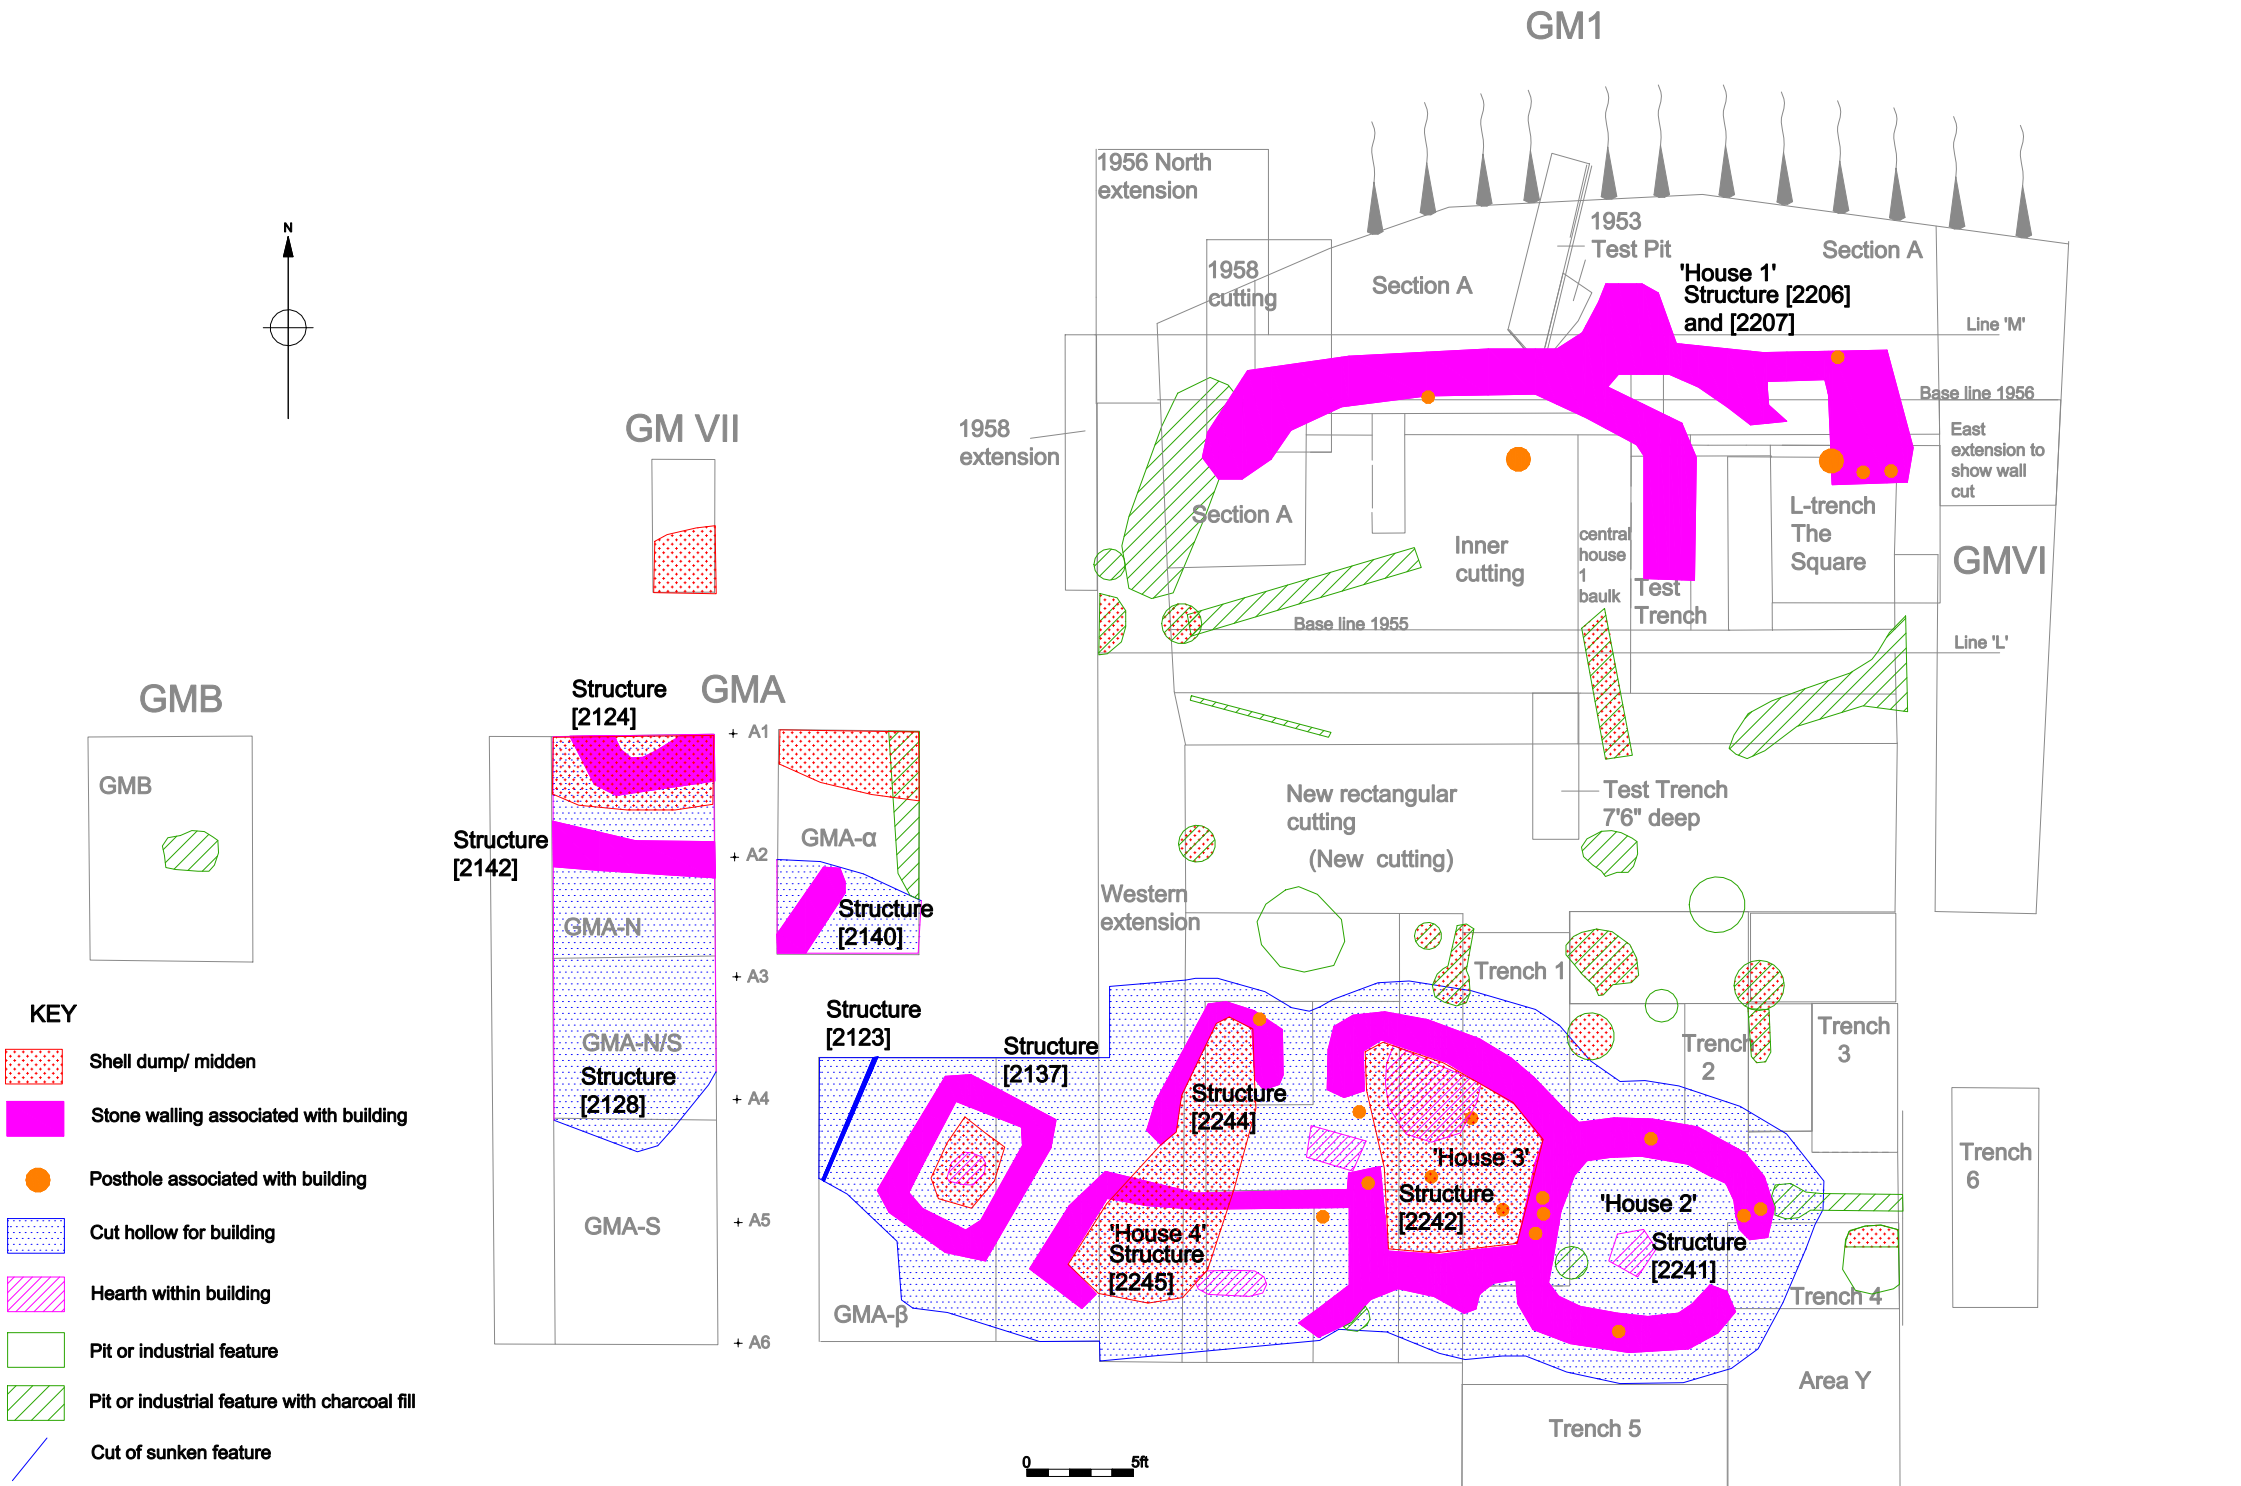 GM1
1956 North
extension
1953
Test Pit
Section A
Section A
1958
cutting
'House 1'
Structure [2206]
and [2207]
Line 'M'
N
Base line 1956
GM VII
1958
extension
East
extension to
show wall
cut
Section A
L-trench
The
Square
Inner
cutting
central
house
1
baulk
GMVI
Test
Trench
Base line 1955
Line 'L'
GMB
Structure
[2124]
GMA
A1
GMB
New rectangular
cutting
(New cutting)
Test Trench
7'6" deep
Structure
[2142]
GMA-α
A2
Western
extension
GMA-N
Structure
[2140]
A3
Trench 1
KEY
Structure
[2123]
Trench
2
Trench
3
GMA-N/S
Structure
[2137]
Shell dump/ midden
Structure
[2128]
A4
Structure
[2244]
Stone walling associated with building
'House 3'
Trench
6
Posthole associated with building
Structure
[2242]
'House 2'
GMA-S
A5
Cut hollow for building
'House 4'
Structure
[2245]
Structure
[2241]
Hearth within building
GMA-β
Trench 4
Pit or industrial feature
A6
Area Y
Pit or industrial feature with charcoal fill
Trench 5
Cut of sunken feature
0
5ft